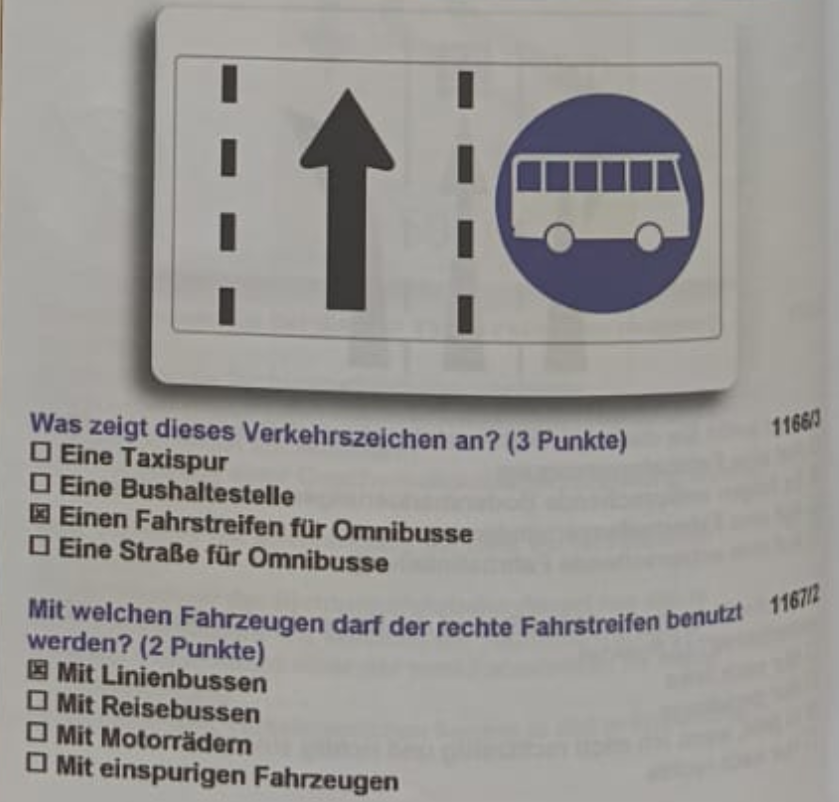 Was zeigt dieses Verkehrszeichen an? (3 Punkte) 1166/3
☐ Eine Taxispur
☐ Eine Bushaltestelle
☒ Einen Fahrstreifen für Omnibusse
☐ Eine Straße für Omnibusse
Mit welchen Fahrzeugen darf der rechte Fahrstreifen benutzt 1167/2
werden? (2 Punkte)
☒ Mit Linienbussen
☐ Mit Reisebussen
☐ Mit Motorrädern
☐ Mit einspurigen Fahrzeugen